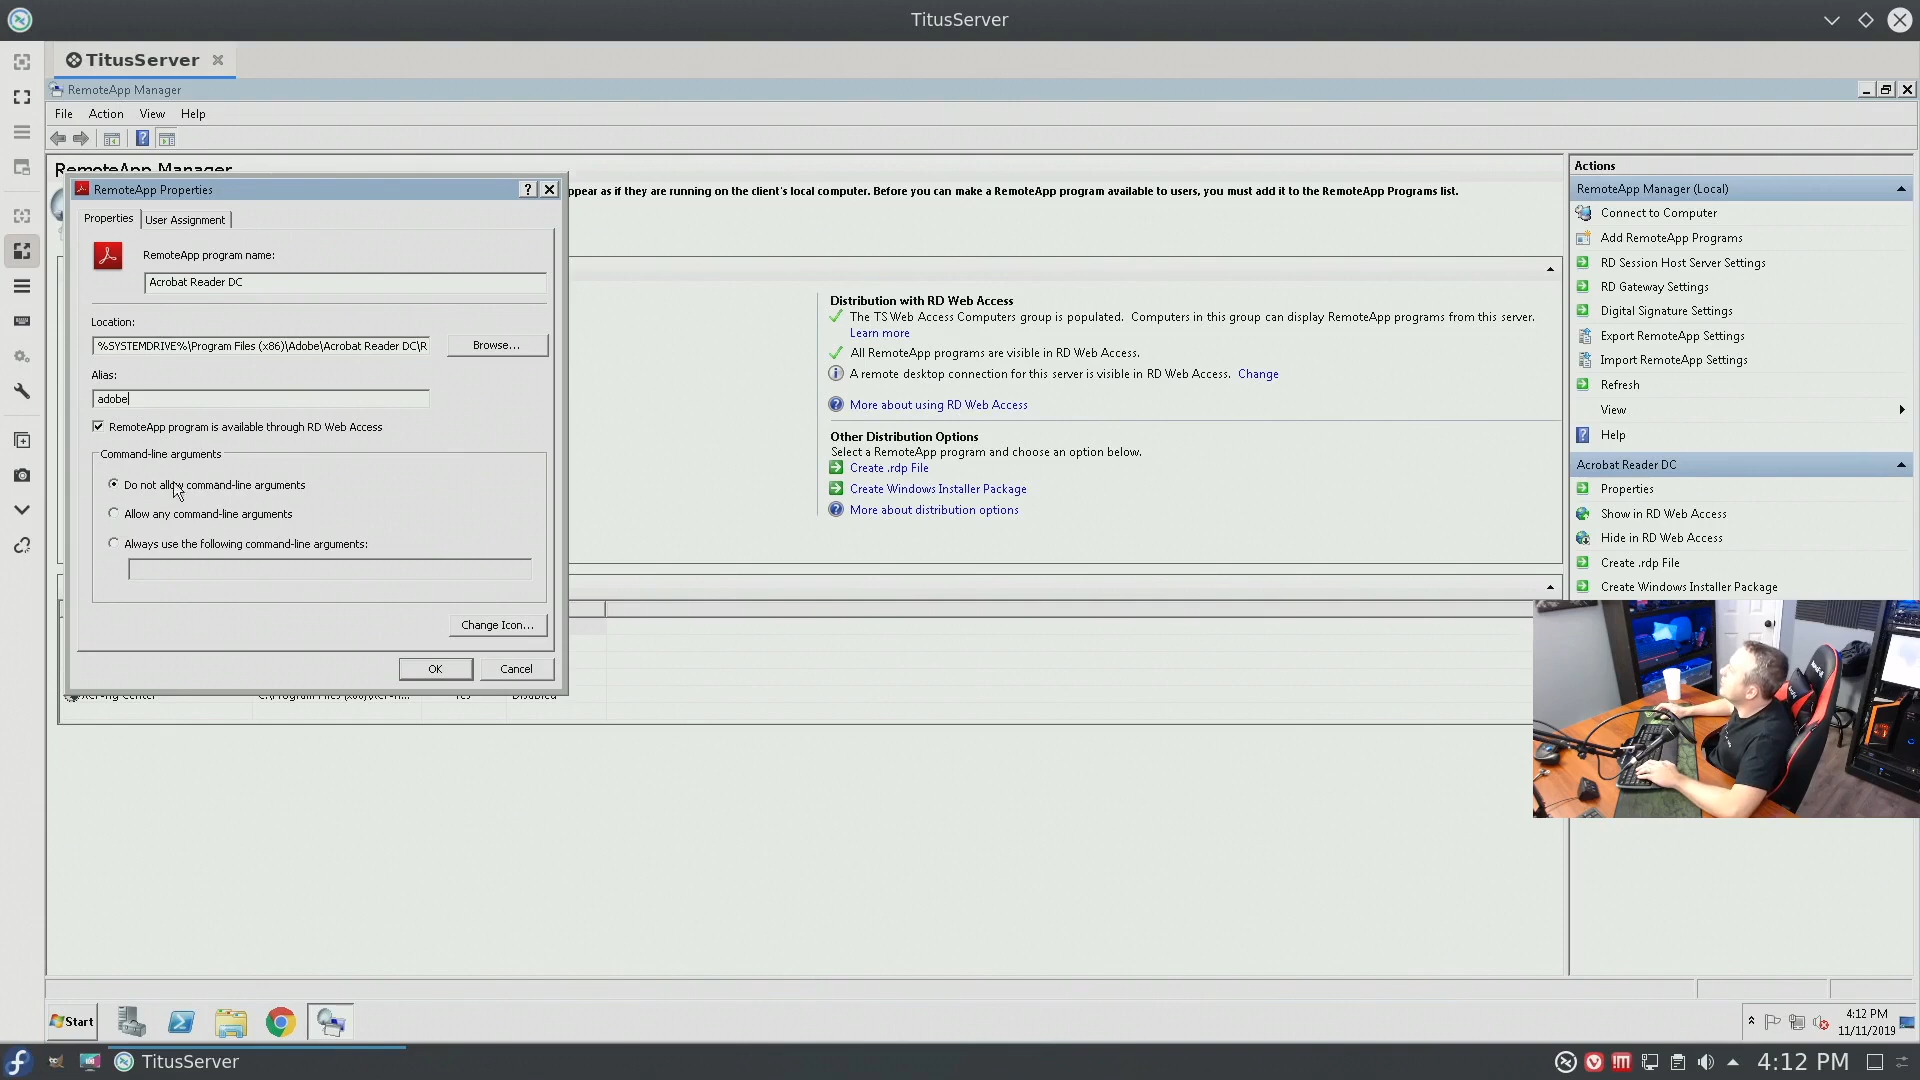 TitusServer
TitusServer
RemoteApp Manager
File Action View Help
RemoteApp Manager
RemoteApp Properties
ppear as if they are running on the client's local computer. Before you can make a RemoteApp program available to users, you must add it to the RemoteApp Programs list.
Properties User Assignment
RemoteApp program name:
Acrobat Reader DC
Location:
%SYSTEMDRIVE%\Program Files (x86)\Adobe\Acrobat Reader DC\R
Browse...
Alias:
adobe
RemoteApp program is available through RD Web Access
Command-line arguments
Do not allow command-line arguments
Allow any command-line arguments
Always use the following command-line arguments:
Change Icon...
OK Cancel
Distribution with RD Web Access
The TS Web Access Computers group is populated. Computers in this group can display RemoteApp programs from this server.
Learn more
All RemoteApp programs are visible in RD Web Access.
A remote desktop connection for this server is visible in RD Web Access. Change
More about using RD Web Access
Other Distribution Options
Select a RemoteApp program and choose an option below.
Create .rdp File
Create Windows Installer Package
More about distribution options
Actions
RemoteApp Manager (Local)
Connect to Computer
Add RemoteApp Programs
RD Session Host Server Settings
RD Gateway Settings
Digital Signature Settings
Export RemoteApp Settings
Import RemoteApp Settings
Refresh
View
Help
Acrobat Reader DC
Properties
Show in RD Web Access
Hide in RD Web Access
Create .rdp File
Create Windows Installer Package
Start
4:12 PM
11/11/2019
TitusServer
4:12 PM